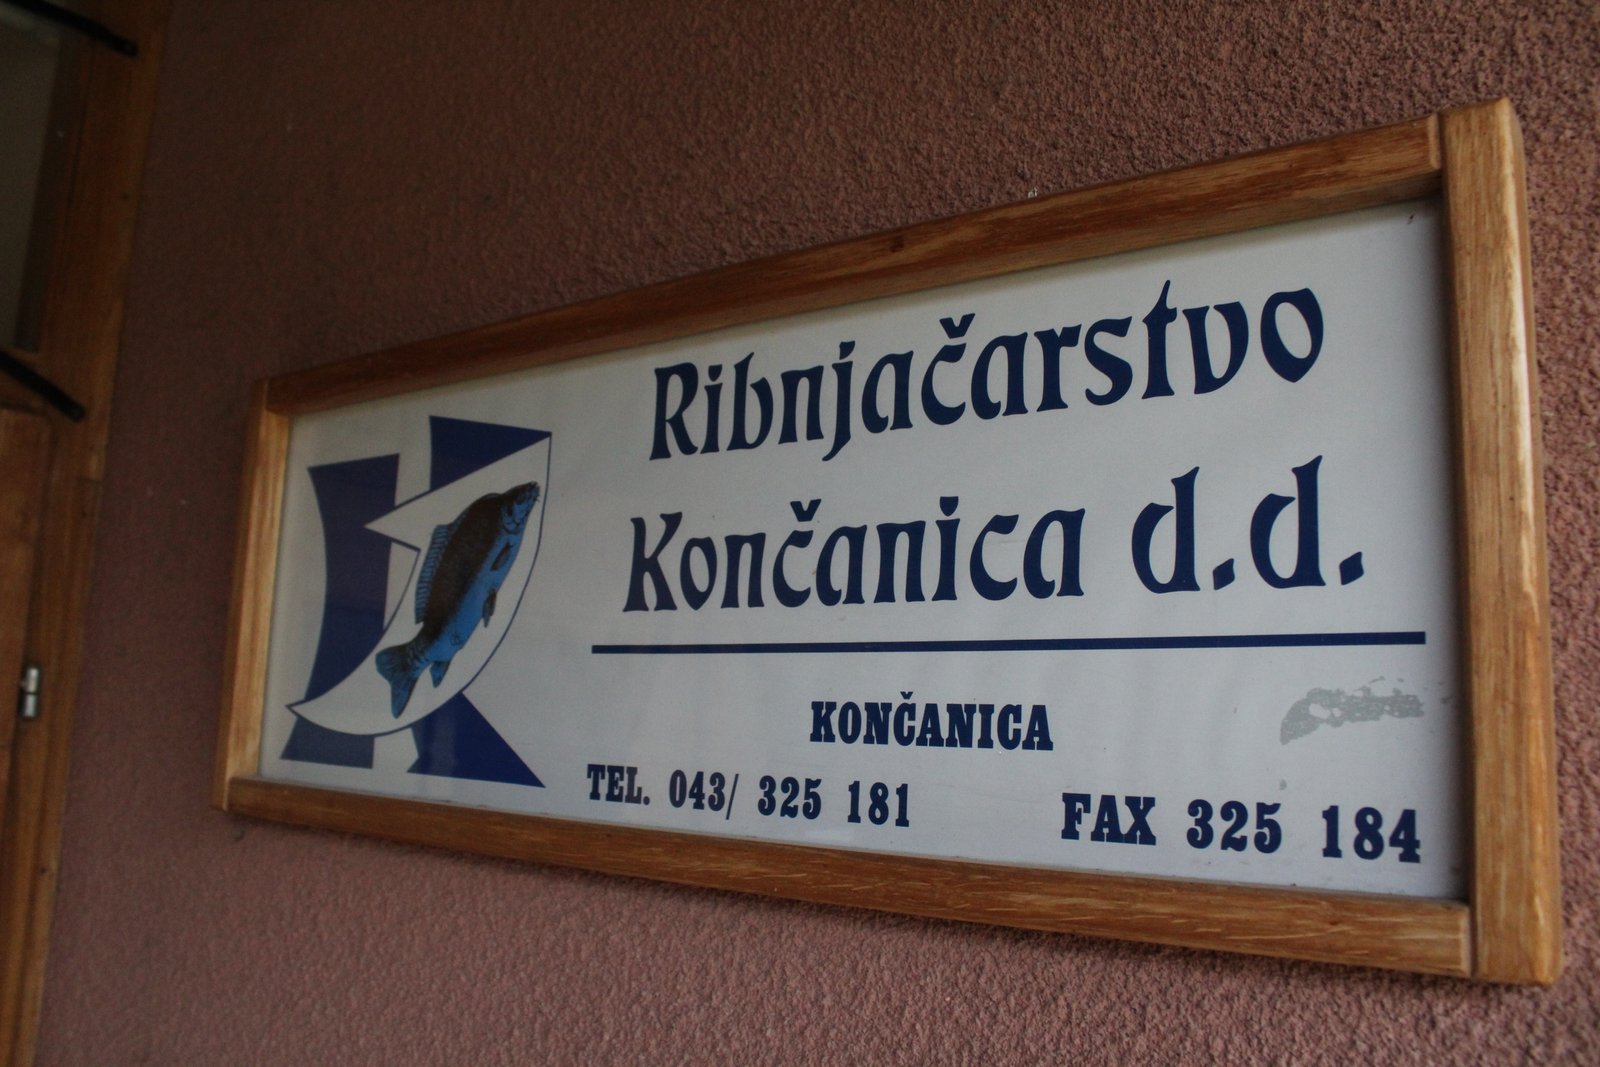 Ribnjačarstvo
Končanica d.d.
KONČANICA
TEL. 043/ 325 181 FAX 325 184